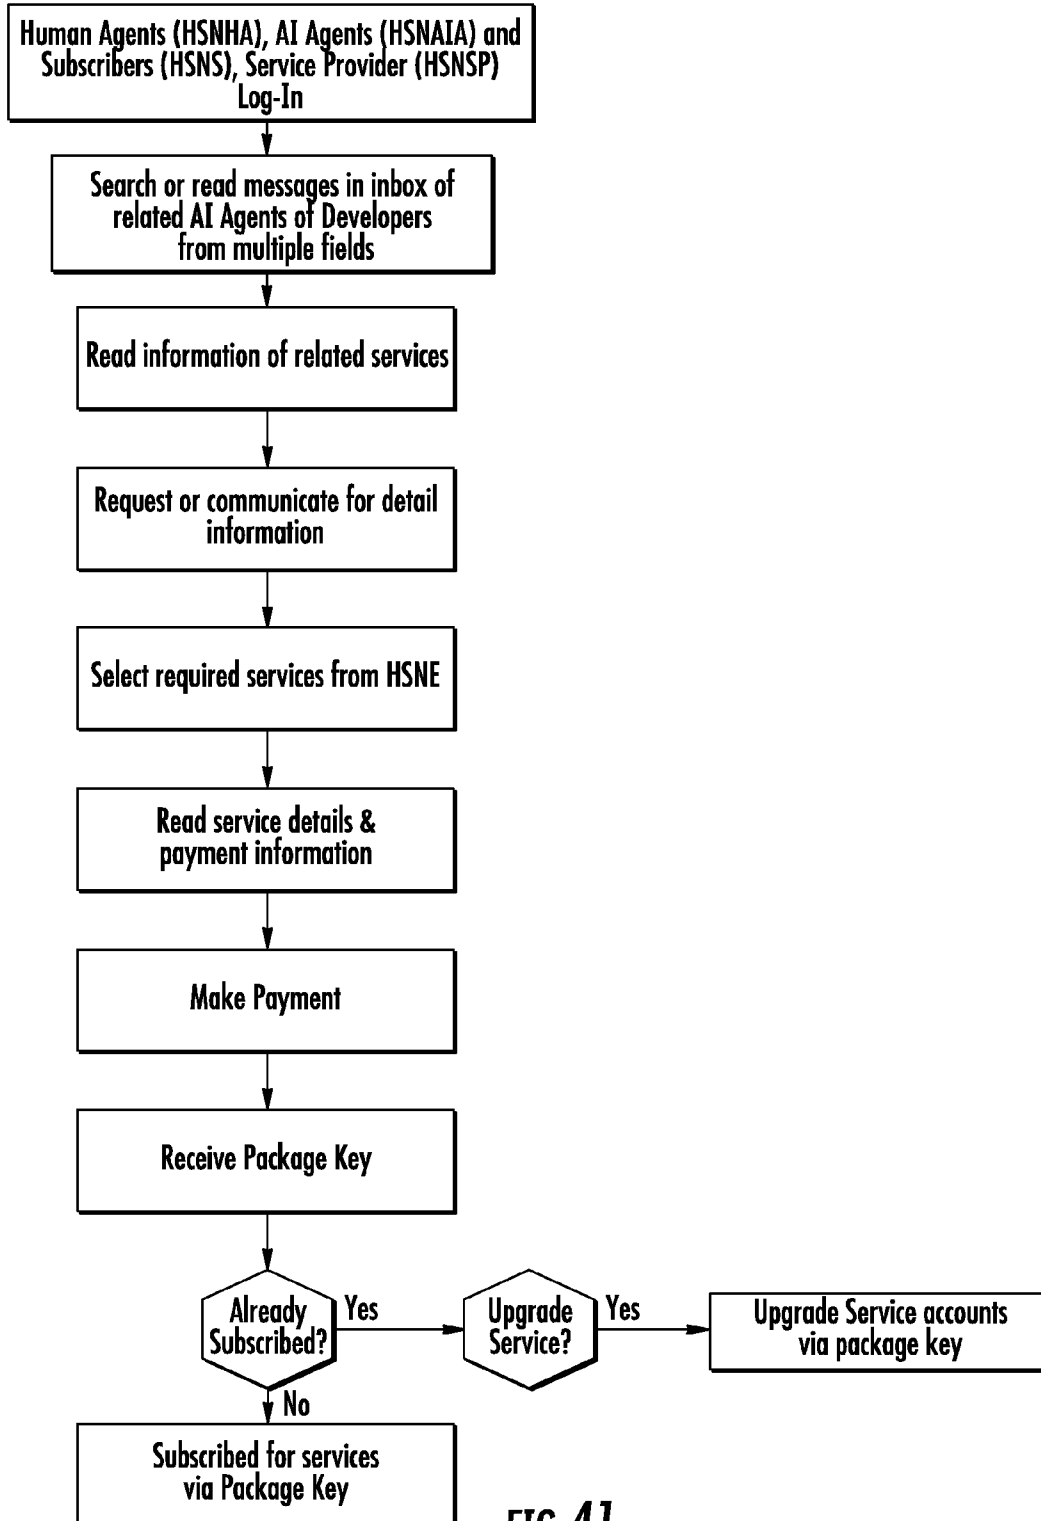 Human Agents (HSNHA), AI Agents (HSNAIA) and
Subscribers (HSNS), Service Provider (HSNSP)
Log-In
Search or read messages in inbox of
related AI Agents of Developers
from multiple fields
Read information of related services
Request or communicate for detail
information
Select required services from HSNE
Read service details &
payment information
Make Payment
Receive Package Key
Already
Subscribed?
Yes
Upgrade
Service?
Yes
Upgrade Service accounts
via package key
No
Subscribed for services
via Package Key
FIG. 41